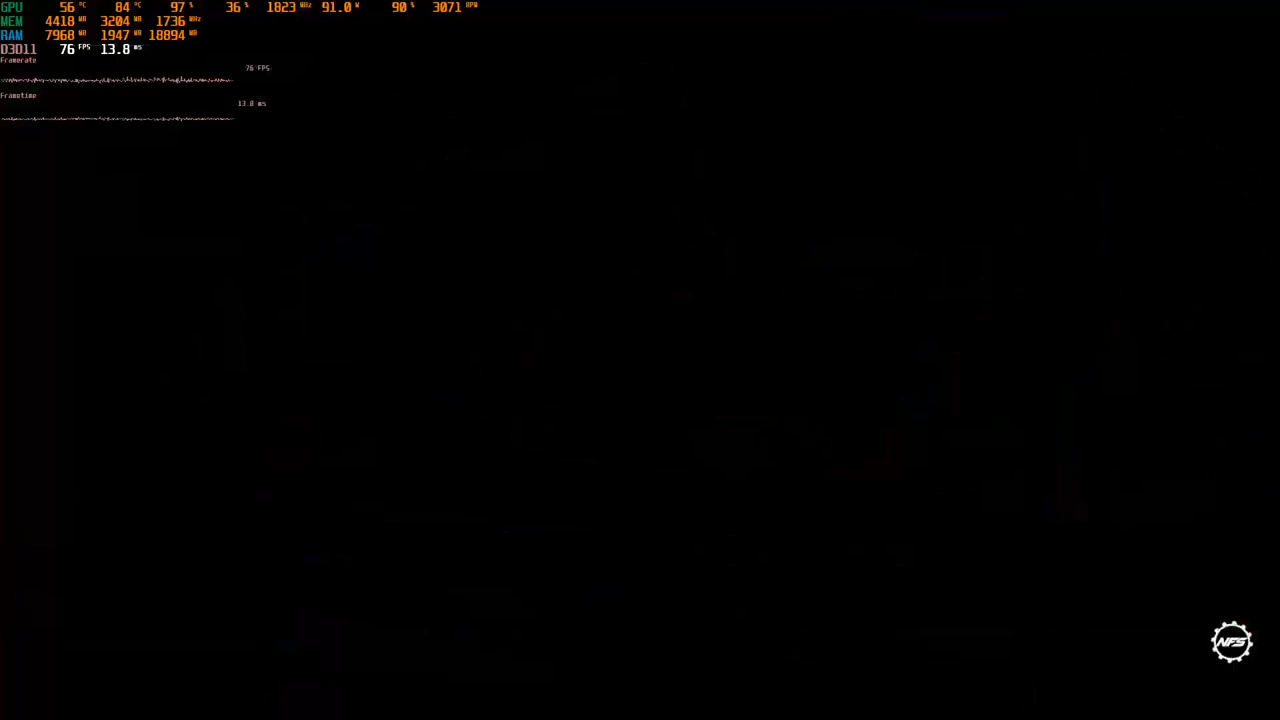 GPU 56 °C 84 °C 97 % 36 % 1823 MHz 91.0 W 90 % 3071 RPM
MEM 4418 MB 3204 MB 1736 MHz
RAM 7968 MB 1947 MB 18894 MB
D3D11 76 FPS 13.8 ms
Framerate
76 FPS
Frametime
13.8 ms
NFS